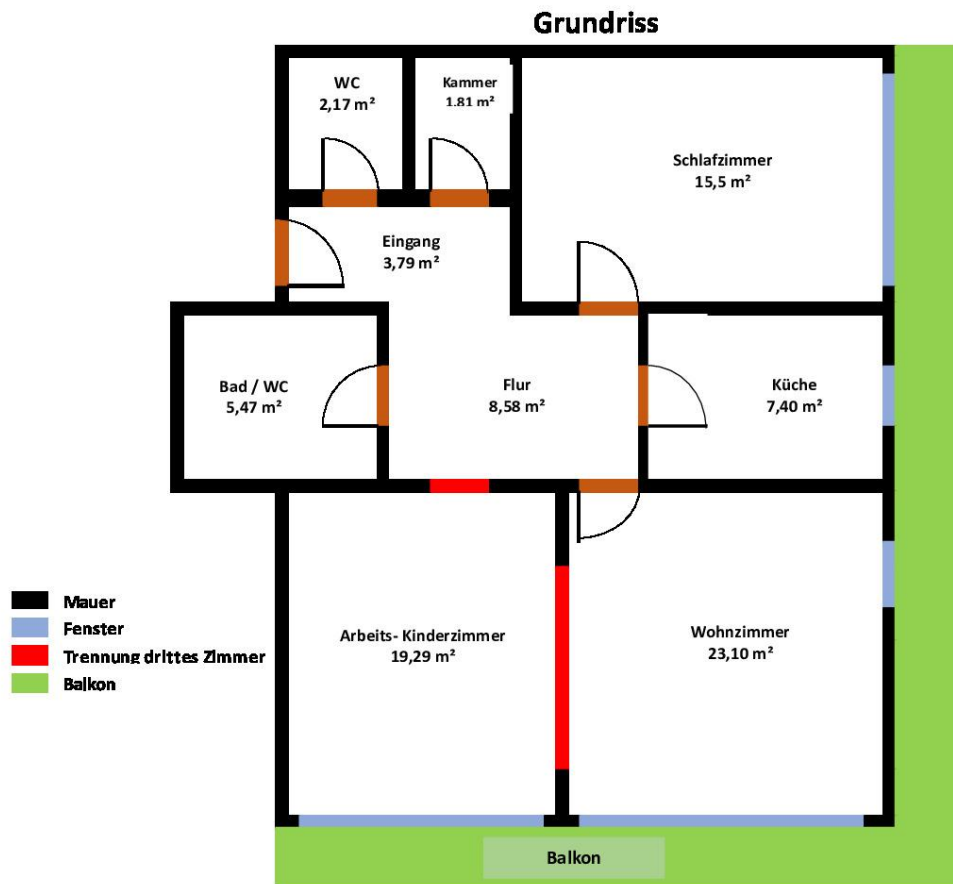 Grundriss
WC
2,17 m²
Kammer
1.81 m²
Schlafzimmer
15,5 m²
Eingang
3,79 m²
Bad / WC
5,47 m²
Flur
8,58 m²
Küche
7,40 m²
Mauer
Fenster
Trennung drittes Zimmer
Balkon
Arbeits- Kinderzimmer
19,29 m²
Wohnzimmer
23,10 m²
Balkon